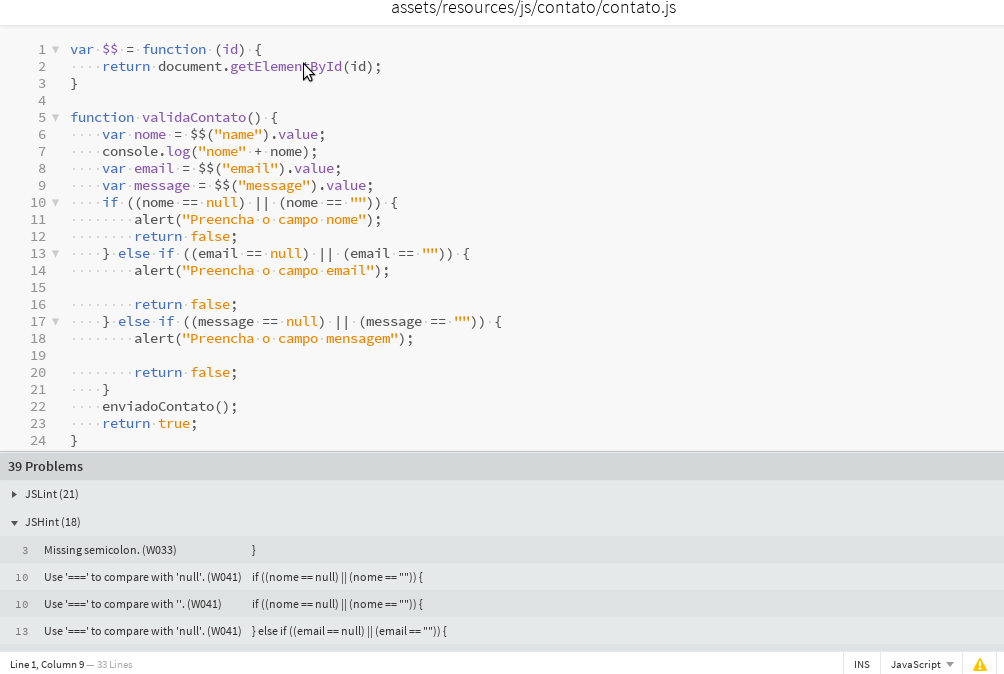 assets/resources/js/contato/contato.js
1 var $$ = function (id) {
2 return document.getElementById(id);
3 }
4
5 function validaContato() {
6 var nome = $$("name").value;
7 console.log("nome" + nome);
8 var email = $$("email").value;
9 var message = $$("message").value;
10 if ((nome == null) || (nome == "")) {
11 alert("Preencha o campo nome");
12 return false;
13 } else if ((email == null) || (email == "")) {
14 alert("Preencha o campo email");
15
16 return false;
17 } else if ((message == null) || (message == "")) {
18 alert("Preencha o campo mensagem");
19
20 return false;
21 }
22 enviadoContato();
23 return true;
24 }
39 Problems
JSLint (21)
JSHint (18)
3 Missing semicolon. (W033) }
10 Use '===' to compare with 'null'. (W041) if ((nome == null) || (nome == "")) {
10 Use '===' to compare with ''. (W041) if ((nome == null) || (nome == "")) {
13 Use '===' to compare with 'null'. (W041) } else if ((email == null) || (email == "")) {
Line 1, Column 9 — 33 Lines INS JavaScript